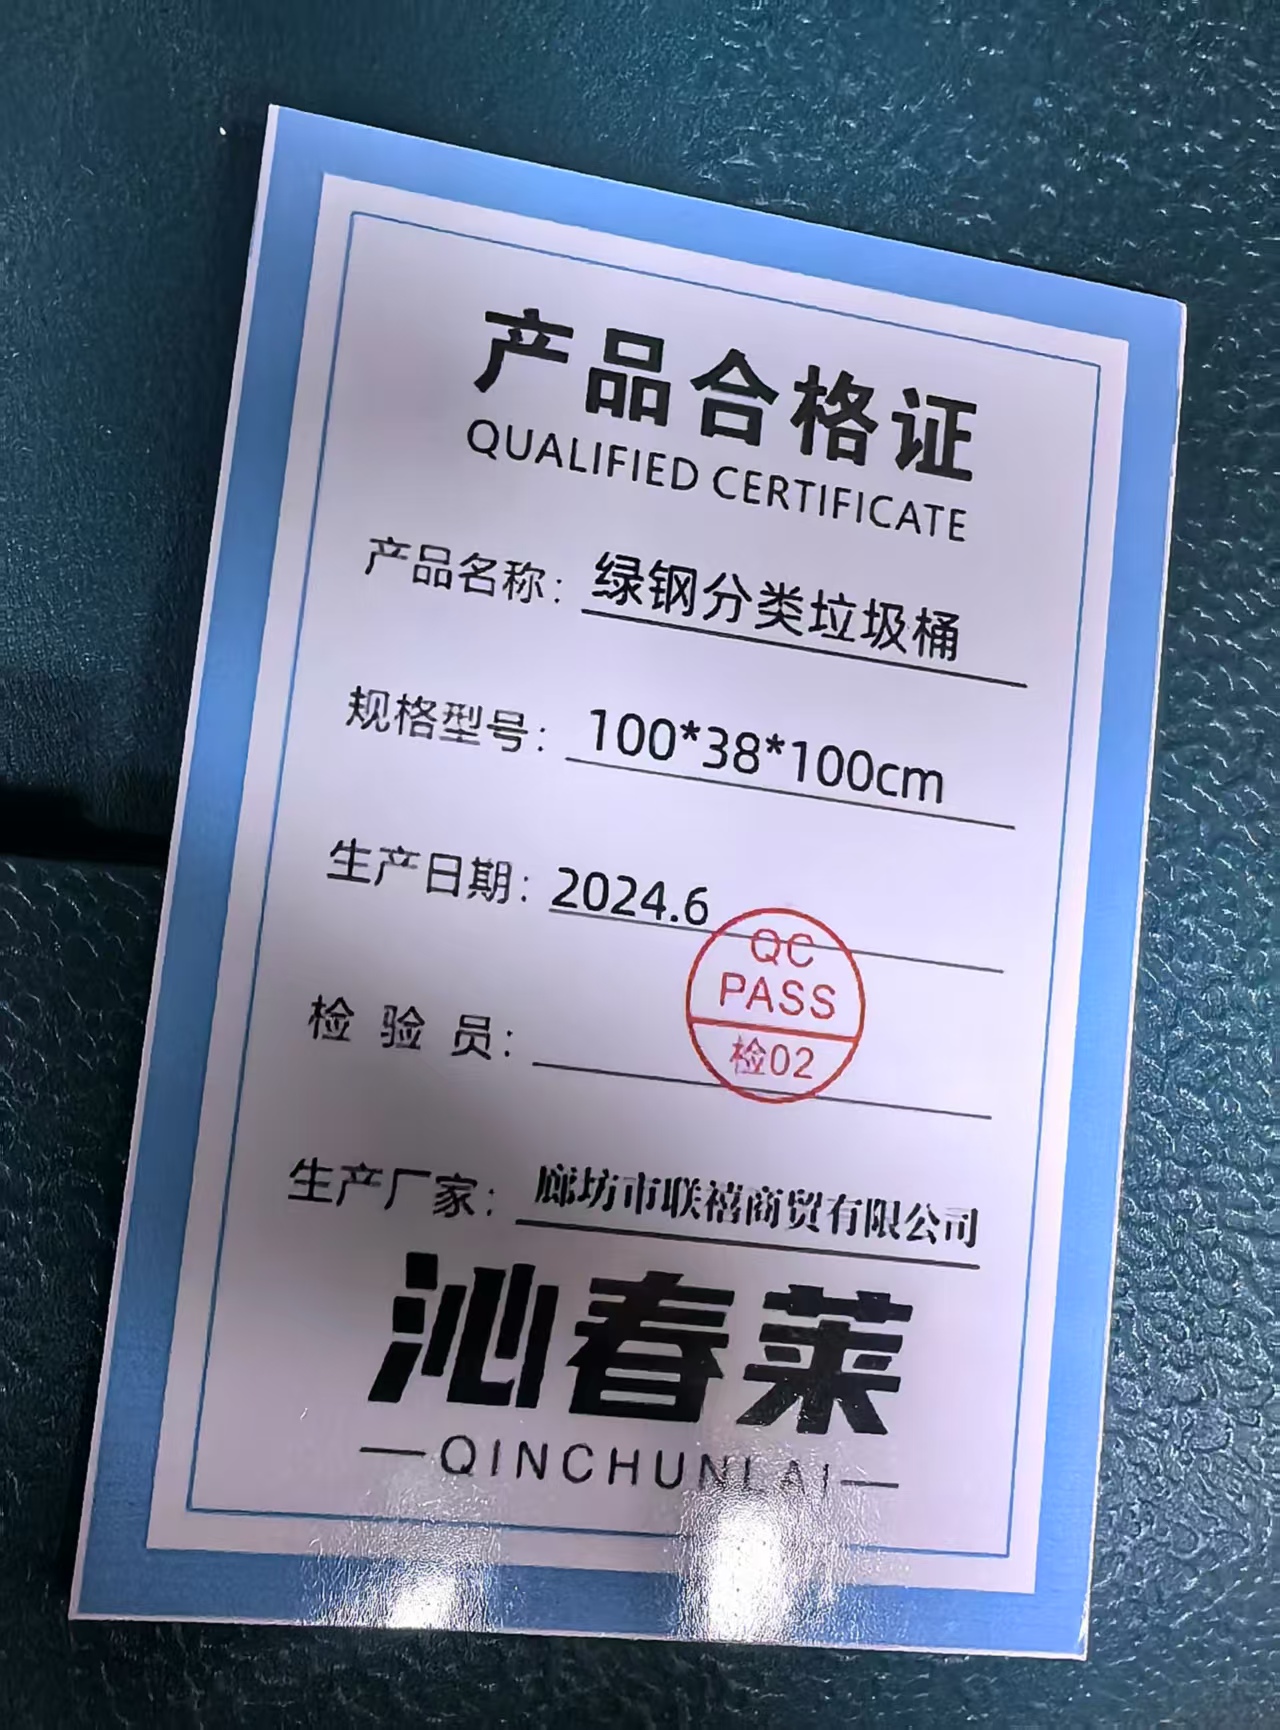 产品合格证
QUALIFIED CERTIFICATE
产品名称：绿钢分类垃圾桶
规格型号：100*38*100cm
生产日期：2024.6
QC
PASS
检02
检 验 员：
生产厂家：廊坊市联禧商贸有限公司
沁春莱
—QINCHUNLAI—